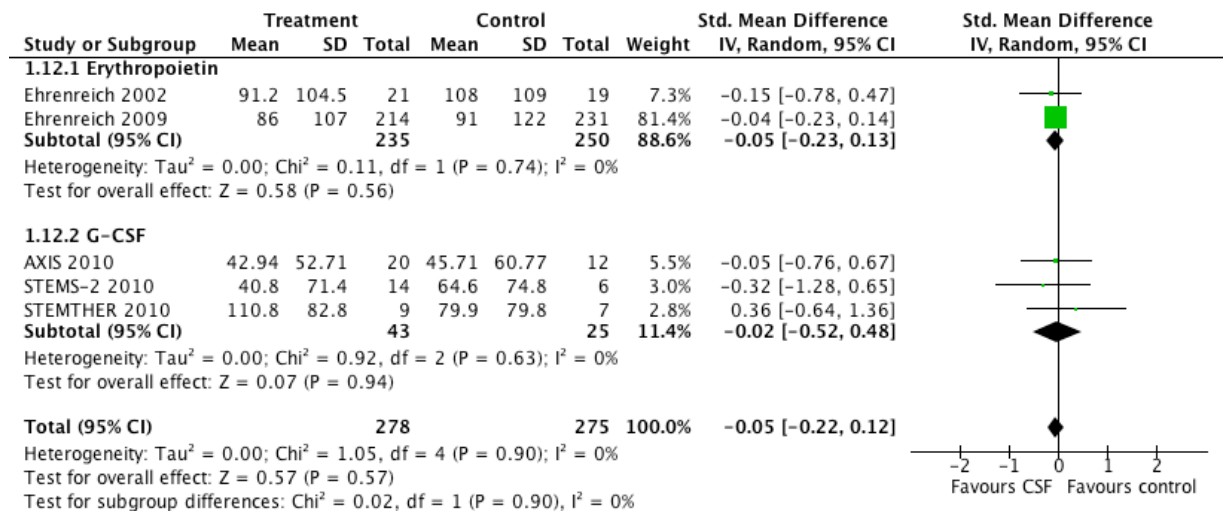 Treatment Control Std. Mean Difference Std. Mean Difference
Study or Subgroup Mean SD Total Mean SD Total Weight IV, Random, 95% CI IV, Random, 95% CI
1.12.1 Erythropoietin
Ehrenreich 2002 91.2 104.5 21 108 109 19 7.3% −0.15 [−0.78, 0.47]
Ehrenreich 2009 86 107 214 91 122 231 81.4% −0.04 [−0.23, 0.14]
Subtotal (95% CI) 235 250 88.6% −0.05 [−0.23, 0.13]
Heterogeneity: Tau² = 0.00; Chi² = 0.11, df = 1 (P = 0.74); I² = 0%
Test for overall effect: Z = 0.58 (P = 0.56)
1.12.2 G−CSF
AXIS 2010 42.94 52.71 20 45.71 60.77 12 5.5% −0.05 [−0.76, 0.67]
STEMS−2 2010 40.8 71.4 14 64.6 74.8 6 3.0% −0.32 [−1.28, 0.65]
STEMTHER 2010 110.8 82.8 9 79.9 79.8 7 2.8% 0.36 [−0.64, 1.36]
Subtotal (95% CI) 43 25 11.4% −0.02 [−0.52, 0.48]
Heterogeneity: Tau² = 0.00; Chi² = 0.92, df = 2 (P = 0.63); I² = 0%
Test for overall effect: Z = 0.07 (P = 0.94)
Total (95% CI) 278 275 100.0% −0.05 [−0.22, 0.12]
Heterogeneity: Tau² = 0.00; Chi² = 1.05, df = 4 (P = 0.90); I² = 0%
Test for overall effect: Z = 0.57 (P = 0.57)
Test for subgroup differences: Chi² = 0.02, df = 1 (P = 0.90), I² = 0%
−2 −1 0 1 2
Favours CSF Favours control